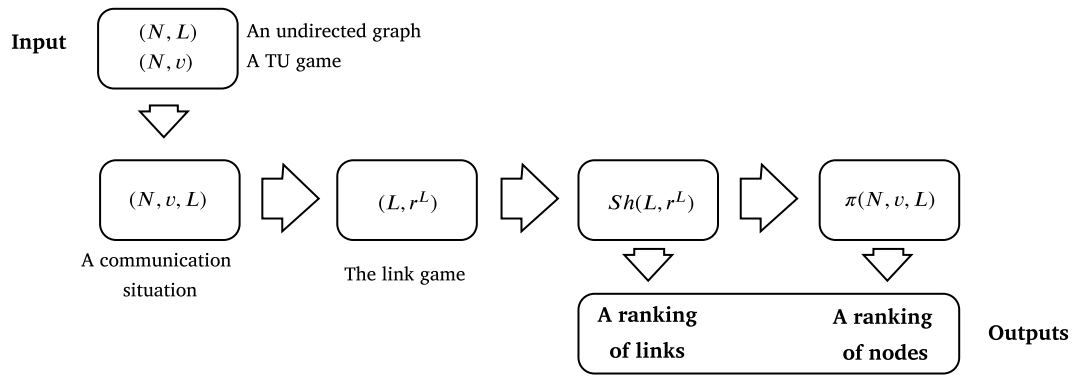 Input
(N, L)
(N, v)
An undirected graph
A TU game
(N, v, L)
A communication
situation
(L, r^L)
The link game
Sh(L, r^L)
π(N, v, L)
A ranking
of links
A ranking
of nodes
Outputs